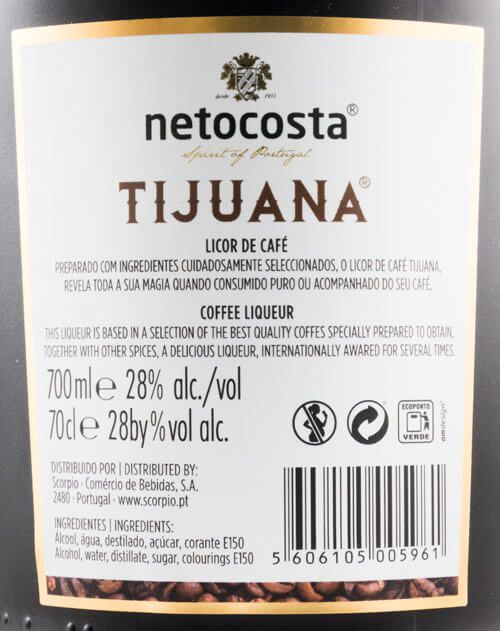 desde 1931
netocosta®
Spirit of Portugal
TIJUANA®
LICOR DE CAFÉ
PREPARADO COM INGREDIENTES CUIDADOSAMENTE SELECCIONADOS, O LICOR DE CAFÉ TIJUANA,
REVELA TODA A SUA MAGIA QUANDO CONSUMIDO PURO OU ACOMPANHADO DO SEU CAFÉ.
COFFEE LIQUEUR
THIS LIQUEUR IS BASED IN A SELECTION OF THE BEST QUALITY COFFES SPECIALLY PREPARED TO OBTAIN,
TOGETHER WITH OTHER SPICES, A DELICIOUS LIQUEUR, INTERNATIONALLY AWARED FOR SEVERAL TIMES.
700ml e 28% alc./vol
70cl e 28by%vol alc.
ECOPONTO
VERDE
omdesign®
DISTRIBUIDO POR | DISTRIBUTED BY:
Scorpio · Comércio de Bebidas, S.A.
2480 · Portugal · www.scorpio.pt
INGREDIENTES | INGREDIENTS:
Álcool, água, destilado, açúcar, corante E150
Alcohol, water, distillate, sugar, colourings E150
5 606105 005961